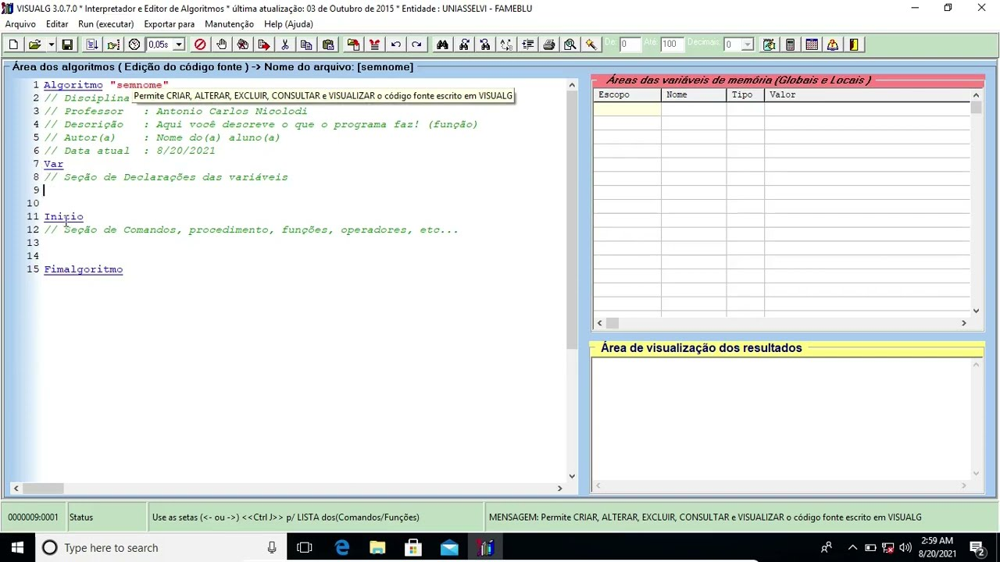 VISUALG 3.0.7.0 * Interpretador e Editor de Algoritmos * última atualização: 03 de Outubro de 2015 * Entidade : UNIASSELVI - FAMEBLU
Arquivo Editar Run (executar) Exportar para Manutenção Help (Ajuda)
0,05s De: 0 Até: 100 Decimais: 0
Área dos algoritmos ( Edição do código fonte ) -> Nome do arquivo: [semnome]
1 Algoritmo "semnome"
Permite CRIAR, ALTERAR, EXCLUIR, CONSULTAR e VISUALIZAR o código fonte escrito em VISUALG
2 // Disciplina
3 // Professor : Antonio Carlos Nicolodi
4 // Descrição : Aqui você descreve o que o programa faz! (função)
5 // Autor(a) : Nome do(a) aluno(a)
6 // Data atual : 8/20/2021
7 Var
8 // Seção de Declarações das variáveis
9
10
11 Inicio
12 // Seção de Comandos, procedimento, funções, operadores, etc...
13
14
15 Fimalgoritmo
Áreas das variáveis de memória (Globais e Locais )
Escopo Nome Tipo Valor
Área de visualização dos resultados
0000009:0001 Status Use as setas (<- ou ->) <<Ctrl J>> p/ LISTA dos(Comandos/Funções) MENSAGEM: Permite CRIAR, ALTERAR, EXCLUIR, CONSULTAR e VISUALIZAR o código fonte escrito em VISUALG
Type here to search
2:59 AM
8/20/2021
2